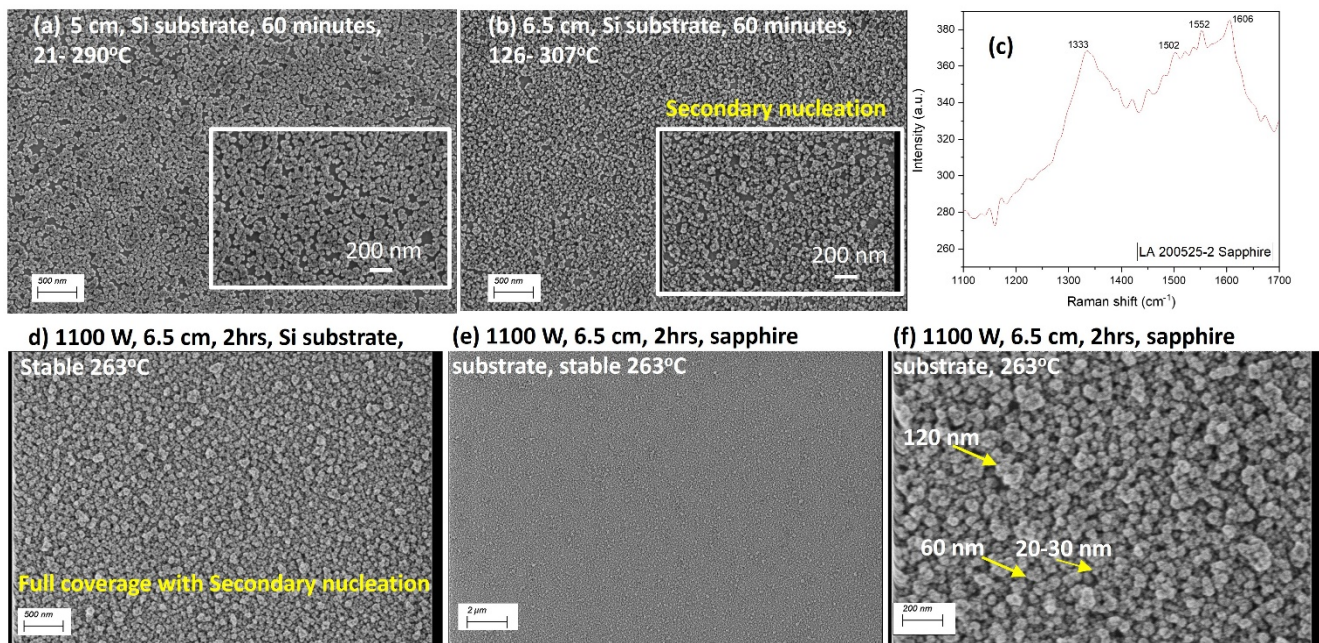 (a) 5 cm, Si substrate, 60 minutes,
21- 290°C
200 nm
500 nm
(b) 6.5 cm, Si substrate, 60 minutes,
126- 307°C
Secondary nucleation
200 nm
500 nm
(c)
1333
1502
1552
1606
380
360
340
320
300
280
260
Intensity (a.u.)
LA 200525-2 Sapphire
1100 1200 1300 1400 1500 1600 1700
Raman shift (cm⁻¹)
d) 1100 W, 6.5 cm, 2hrs, Si substrate,
Stable 263°C
Full coverage with Secondary nucleation
500 nm
(e) 1100 W, 6.5 cm, 2hrs, sapphire
substrate, stable 263°C
2 µm
(f) 1100 W, 6.5 cm, 2hrs, sapphire
substrate, 263°C
120 nm
60 nm
20-30 nm
200 nm